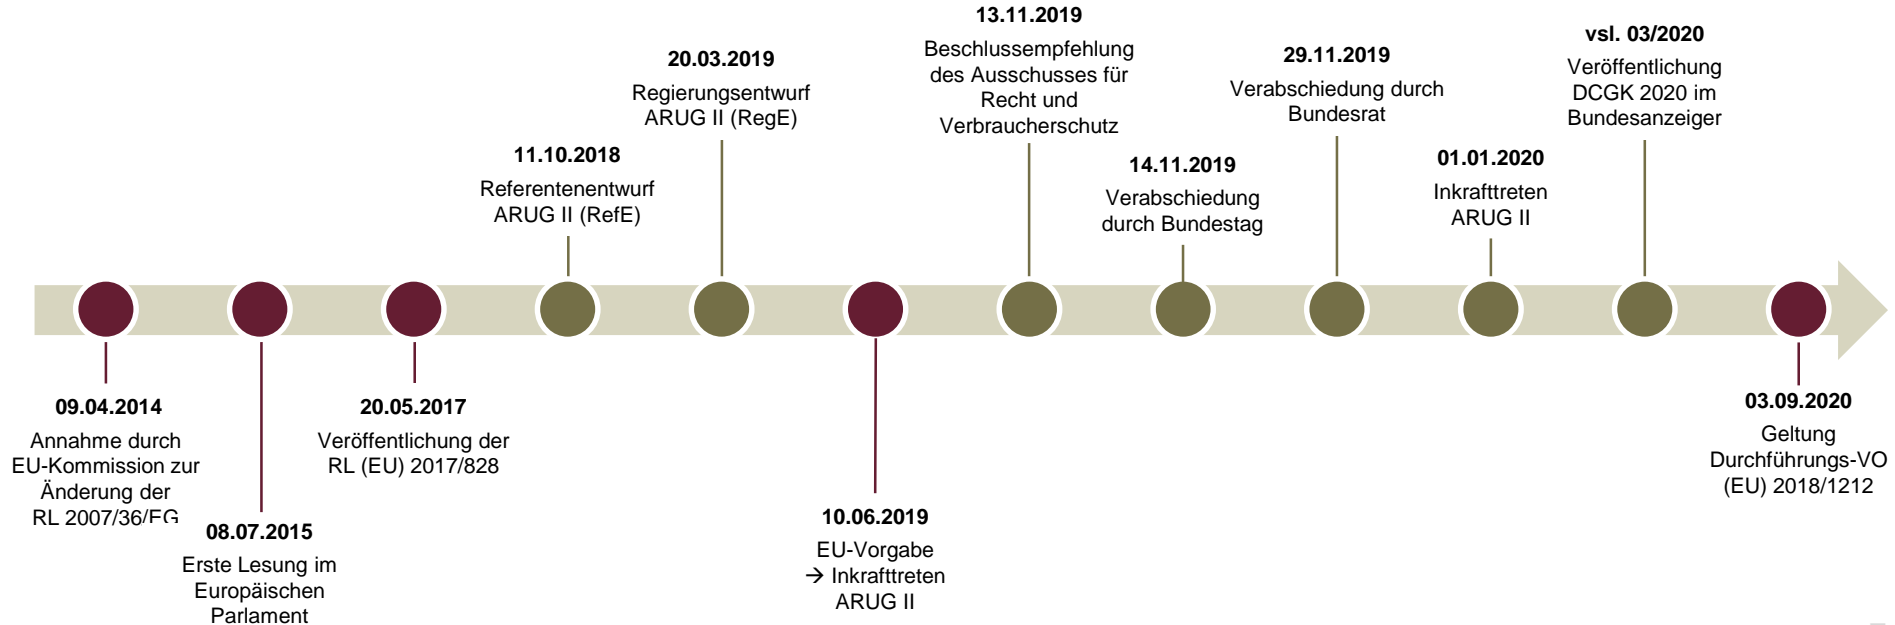 09.04.2014
Annahme durch
EU-Kommission zur
Änderung der
RL 2007/36/EG
08.07.2015
Erste Lesung im
Europäischen
Parlament
20.05.2017
Veröffentlichung der
RL (EU) 2017/828
11.10.2018
Referentenentwurf
ARUG II (RefE)
20.03.2019
Regierungsentwurf
ARUG II (RegE)
10.06.2019
EU-Vorgabe
→ Inkrafttreten
ARUG II
13.11.2019
Beschlussempfehlung
des Ausschusses für
Recht und
Verbraucherschutz
14.11.2019
Verabschiedung
durch Bundestag
29.11.2019
Verabschiedung durch
Bundesrat
01.01.2020
Inkrafttreten
ARUG II
vsl. 03/2020
Veröffentlichung
DCGK 2020 im
Bundesanzeiger
03.09.2020
Geltung
Durchführungs-VO
(EU) 2018/1212